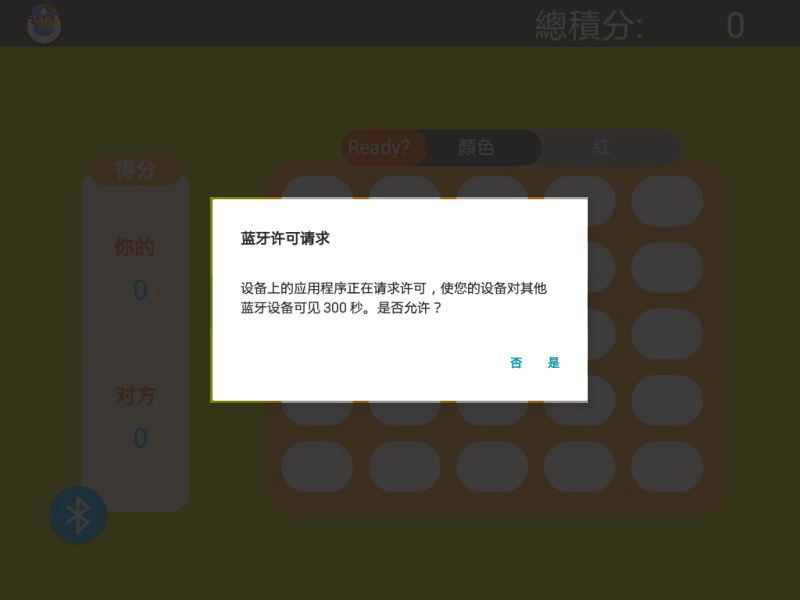 總積分: 0
Ready? 顏色 紅
得分
你的
0
对方
0
蓝牙许可请求
设备上的应用程序正在请求许可，使您的设备对其他
蓝牙设备可见 300 秒。是否允许？
否 是